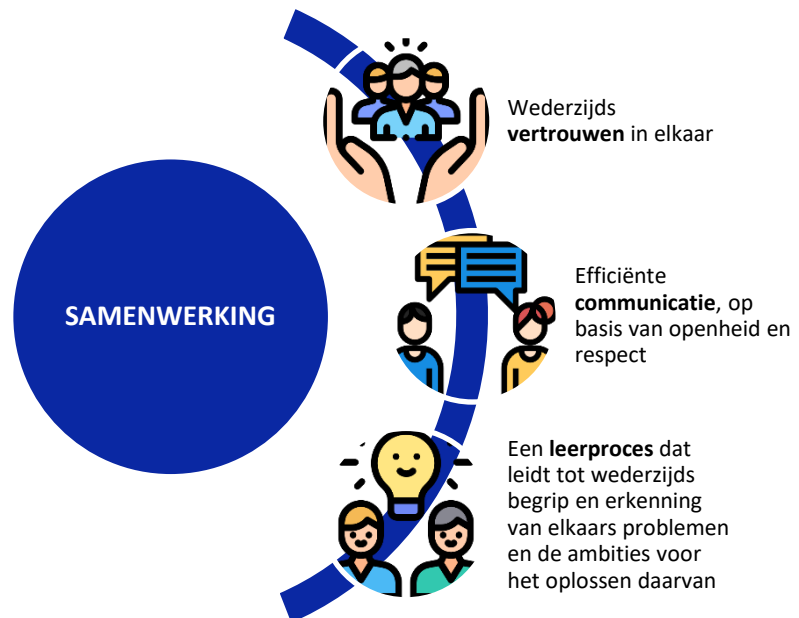 SAMENWERKING
Wederzijds
vertrouwen in elkaar
Efficiënte
communicatie, op
basis van openheid en
respect
Een leerproces dat
leidt tot wederzijds
begrip en erkenning
van elkaars problemen
en de ambities voor
het oplossen daarvan